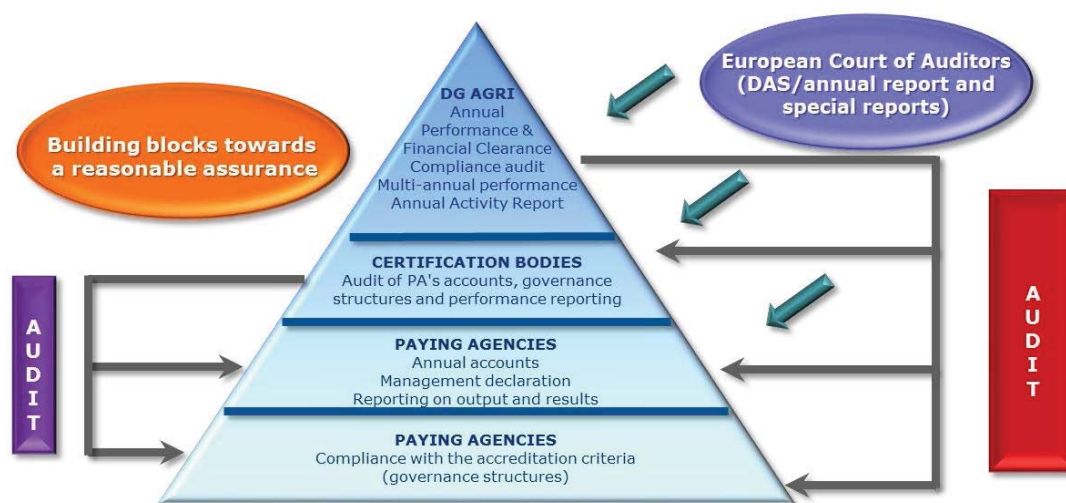 European Court of Auditors
(DAS/annual report and
special reports)
Building blocks towards
a reasonable assurance
DG AGRI
Annual
Performance &
Financial Clearance
Compliance audit
Multi-annual performance
Annual Activity Report
CERTIFICATION BODIES
Audit of PA's accounts, governance
structures and performance reporting
PAYING AGENCIES
Annual accounts
Management declaration
Reporting on output and results
PAYING AGENCIES
Compliance with the accreditation criteria
(governance structures)
AUDIT
AUDIT